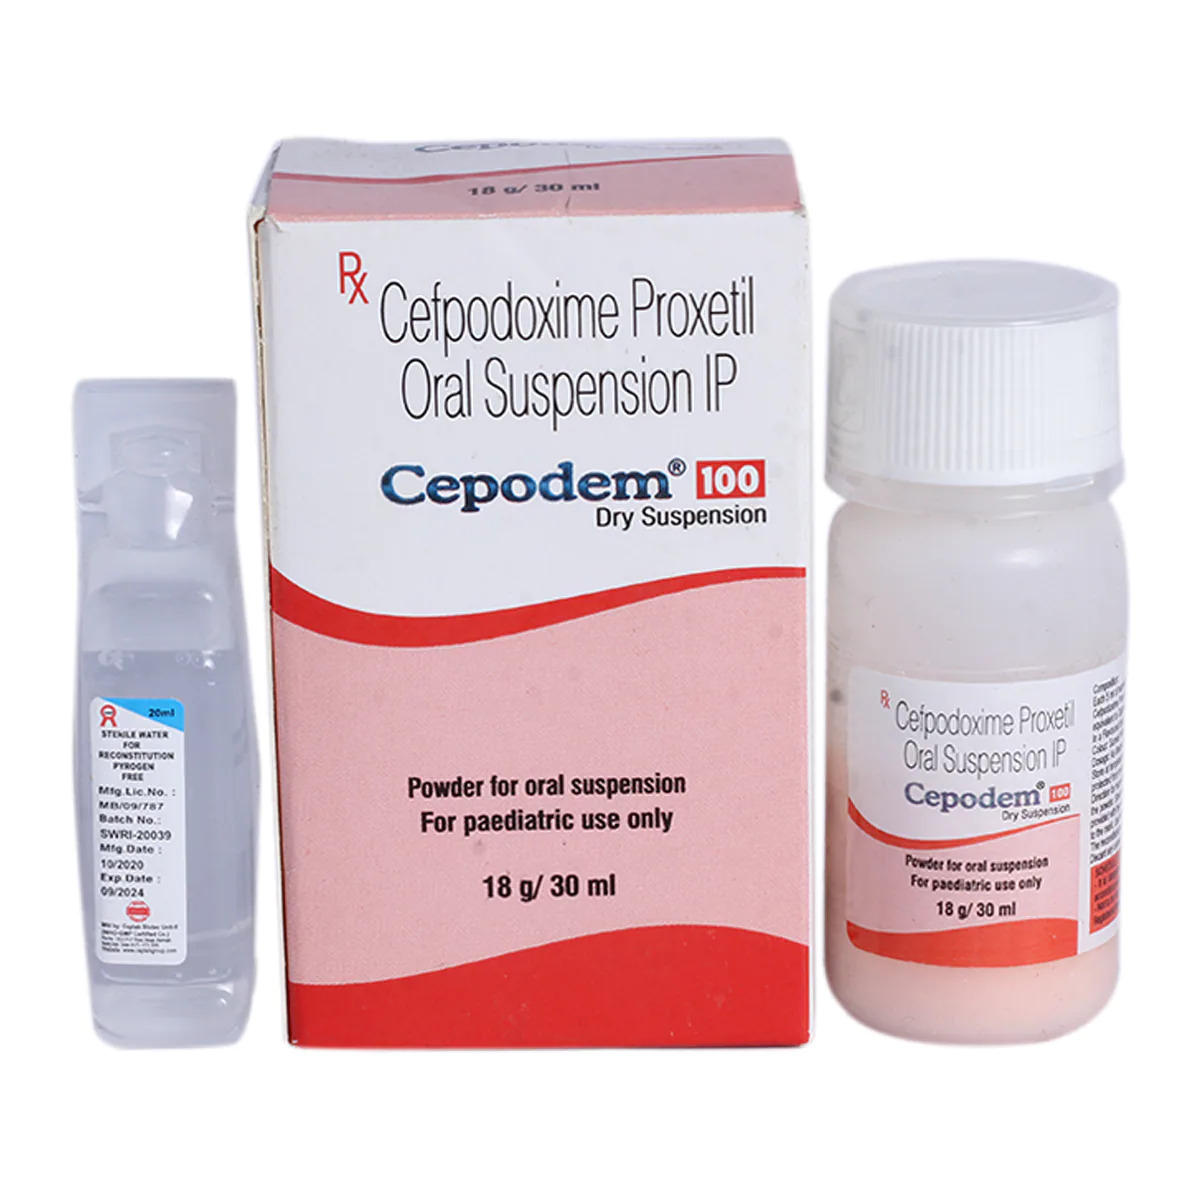 18 g/ 30 ml
Rx Cefpodoxime Proxetil
Oral Suspension IP
Cepodem® 100
Dry Suspension
Powder for oral suspension
For paediatric use only
18 g/ 30 ml
20ml
STERILE WATER
FOR
RECONSTITUTION
PYROGEN
FREE
Mfg.Lic.No. :
MB/09/787
Batch No.:
SWRI-20039
Mfg.Date :
10/2020
Exp.Date :
09/2024
Rx Cefpodoxime Proxetil
Oral Suspension IP
Cepodem® 100
Dry Suspension
Powder for oral suspension
For paediatric use only
18 g/ 30 ml